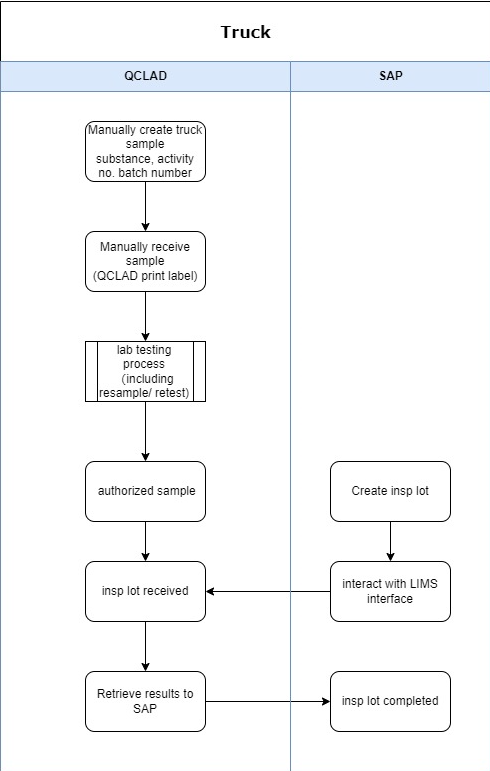 Truck
QCLAD
SAP
Manually create truck
sample
substance, activity
no. batch number
Manually receive
sample
(QCLAD print label)
lab testing
process
(including
resample/ retest)
authorized sample
Create insp lot
insp lot received
interact with LIMS
interface
Retrieve results to
SAP
insp lot completed